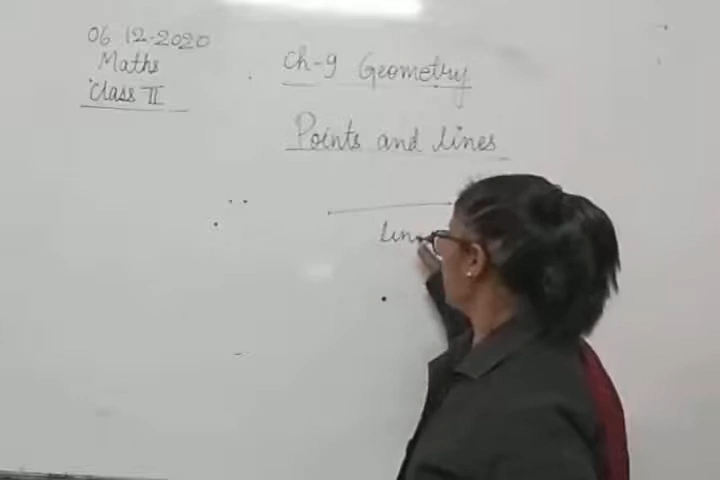 06 12-2020
Maths
Class II
Ch-9 Geometry
Points and lines
Lin